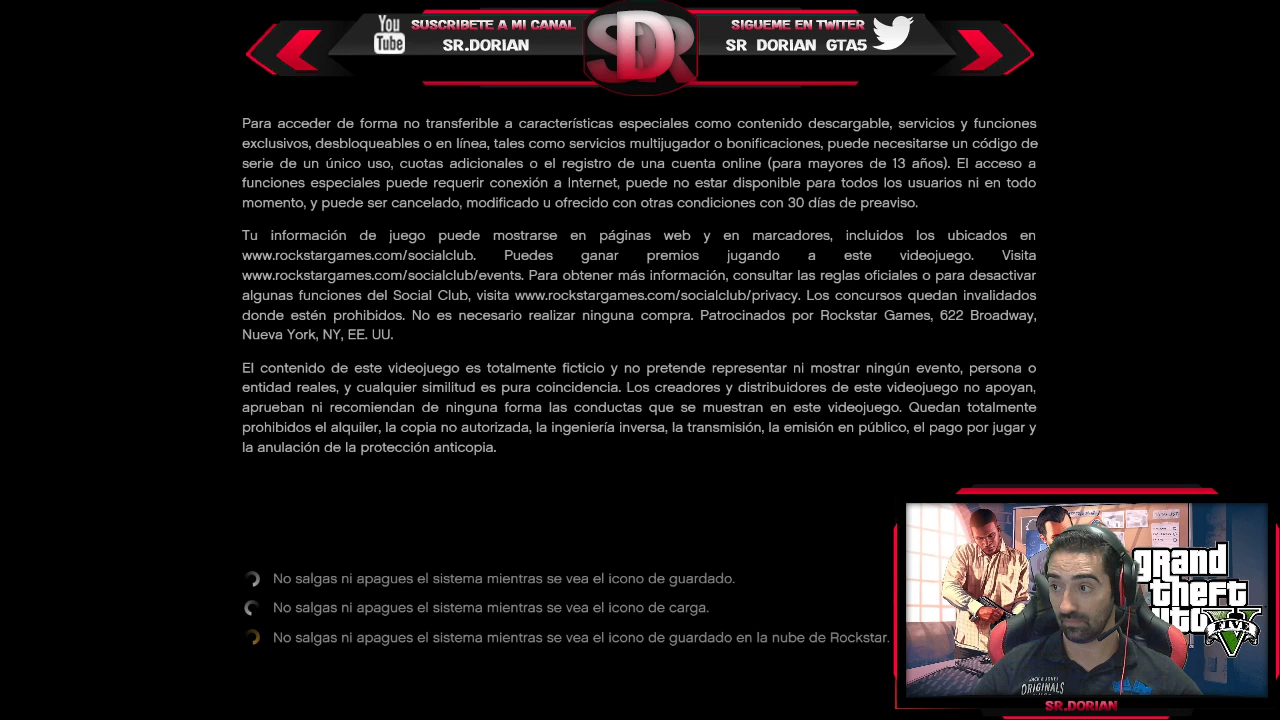 You
Tube
SUSCRIBETE A MI CANAL
SR.DORIAN
SDR
SIGUEME EN TWITER
SR DORIAN GTA5
Para acceder de forma no transferible a características especiales como contenido descargable, servicios y funciones
exclusivos, desbloqueables o en línea, tales como servicios multijugador o bonificaciones, puede necesitarse un código de
serie de un único uso, cuotas adicionales o el registro de una cuenta online (para mayores de 13 años). El acceso a
funciones especiales puede requerir conexión a Internet, puede no estar disponible para todos los usuarios ni en todo
momento, y puede ser cancelado, modificado u ofrecido con otras condiciones con 30 días de preaviso.
Tu información de juego puede mostrarse en páginas web y en marcadores, incluidos los ubicados en
www.rockstargames.com/socialclub. Puedes ganar premios jugando a este videojuego. Visita
www.rockstargames.com/socialclub/events. Para obtener más información, consultar las reglas oficiales o para desactivar
algunas funciones del Social Club, visita www.rockstargames.com/socialclub/privacy. Los concursos quedan invalidados
donde estén prohibidos. No es necesario realizar ninguna compra. Patrocinados por Rockstar Games, 622 Broadway,
Nueva York, NY, EE. UU.
El contenido de este videojuego es totalmente ficticio y no pretende representar ni mostrar ningún evento, persona o
entidad reales, y cualquier similitud es pura coincidencia. Los creadores y distribuidores de este videojuego no apoyan,
aprueban ni recomiendan de ninguna forma las conductas que se muestran en este videojuego. Quedan totalmente
prohibidos el alquiler, la copia no autorizada, la ingeniería inversa, la transmisión, la emisión en público, el pago por jugar y
la anulación de la protección anticopia.
No salgas ni apagues el sistema mientras se vea el icono de guardado.
No salgas ni apagues el sistema mientras se vea el icono de carga.
No salgas ni apagues el sistema mientras se vea el icono de guardado en la nube de Rockstar.
grand
theft
auto
V
FIVE
JACK & JONES
ORIGINALS
SR.DORIAN